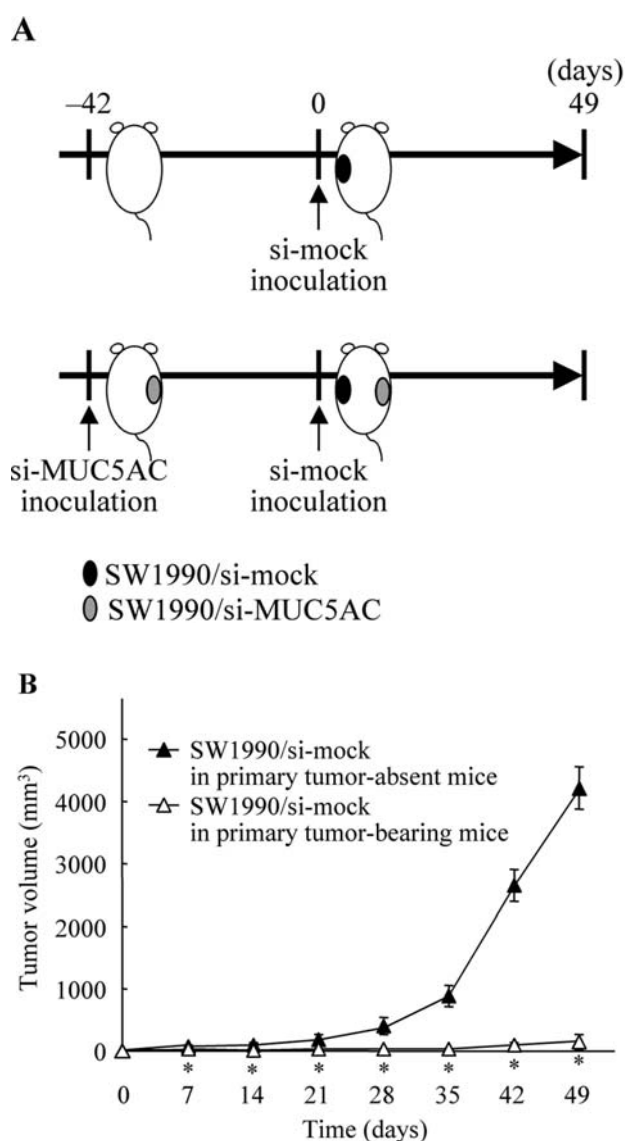 A
(days)
–42 0 49
si-mock
inoculation
si-MUC5AC
inoculation
si-mock
inoculation
SW1990/si-mock
SW1990/si-MUC5AC
B
5000
4000
3000
2000
1000
0
Tumor volume (mm³)
SW1990/si-mock
in primary tumor-absent mice
SW1990/si-mock
in primary tumor-bearing mice
* * * * * * *
0 7 14 21 28 35 42 49
Time (days)